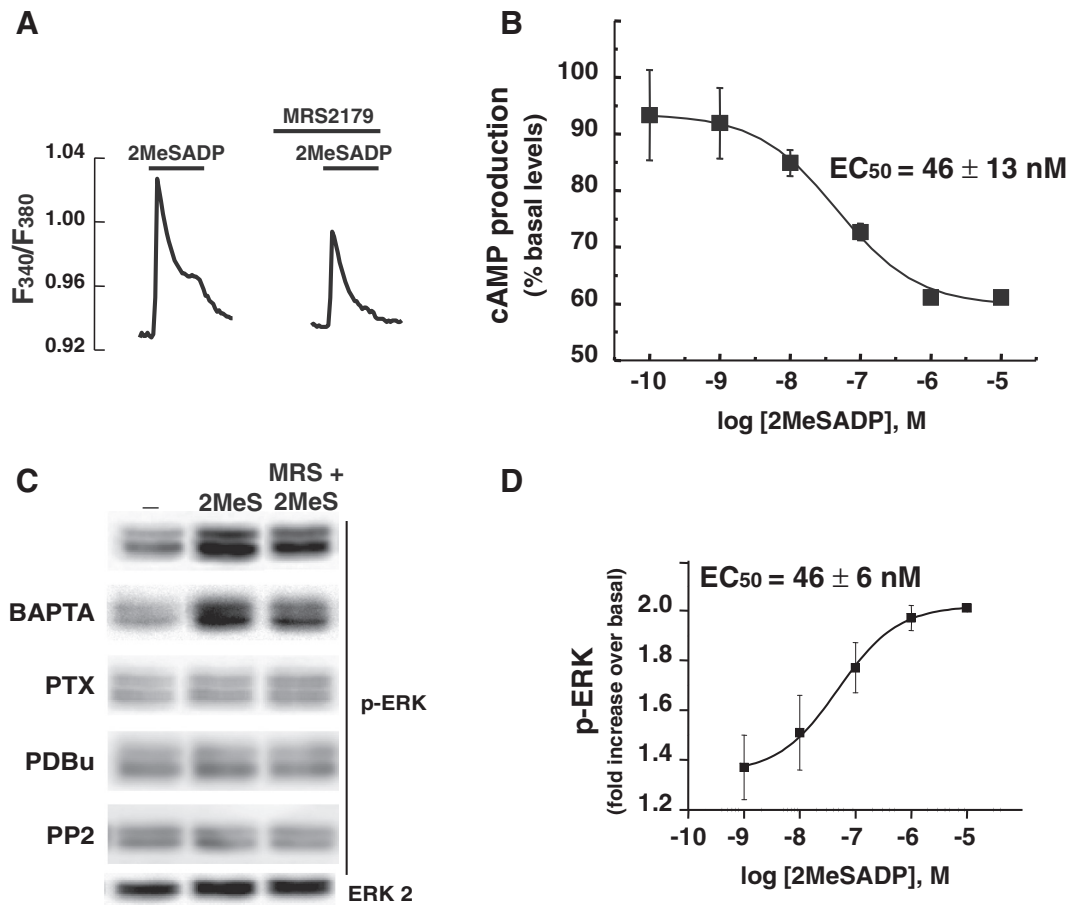 A
MRS2179
2MeSADP
2MeSADP
1.04
1.00
0.96
0.92
F340/F380
B
100
90
80
70
60
50
cAMP production
(% basal levels)
EC50 = 46 ± 13 nM
-10
-9
-8
-7
-6
-5
log [2MeSADP], M
C
–
2MeS
MRS +
2MeS
BAPTA
PTX
PDBu
PP2
p-ERK
ERK 2
D
EC50 = 46 ± 6 nM
2.0
1.8
1.6
1.4
1.2
p-ERK
(fold increase over basal)
-10
-9
-8
-7
-6
-5
log [2MeSADP], M